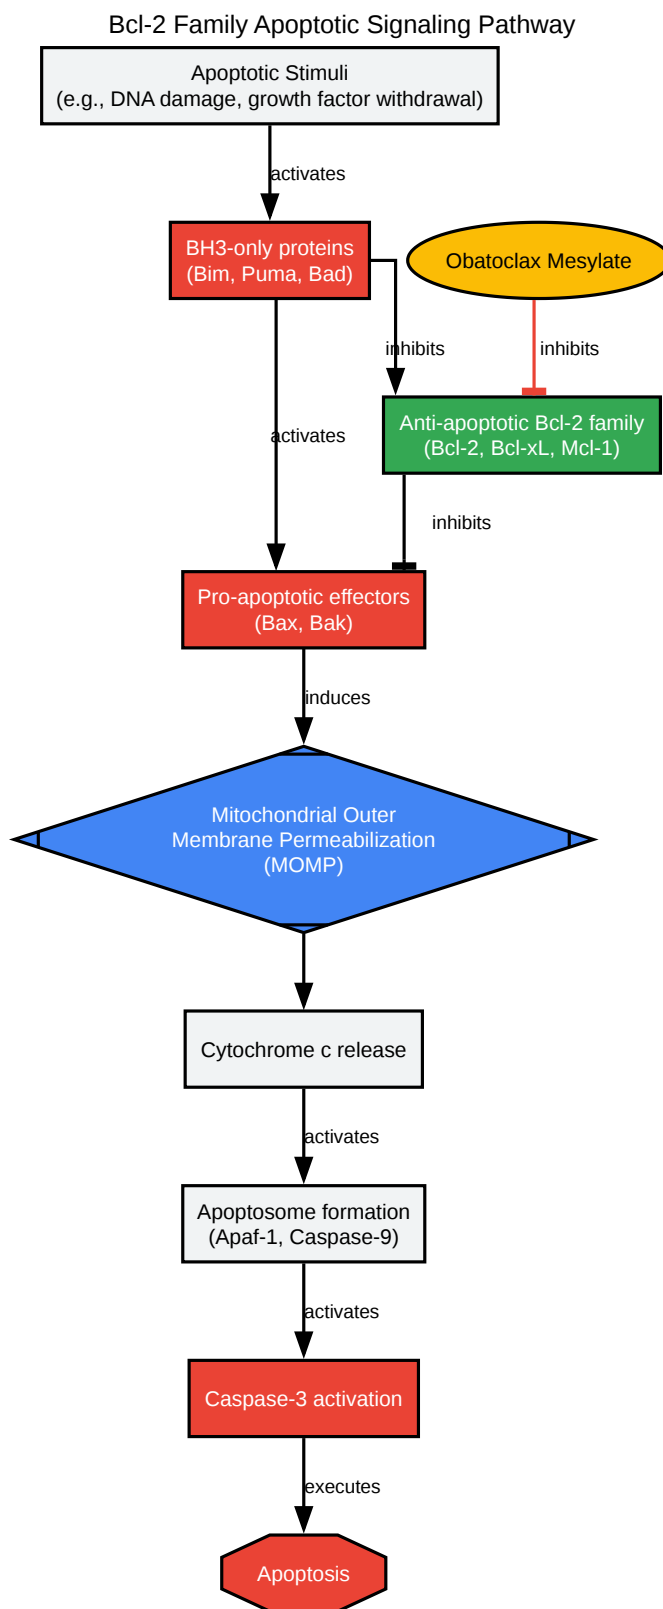 Bcl-2 Family Apoptotic Signaling Pathway
Apoptotic Stimuli
(e.g., DNA damage, growth factor withdrawal)
activates
BH3-only proteins
(Bim, Puma, Bad)
Obatoclax Mesylate
inhibits
inhibits
Anti-apoptotic Bcl-2 family
(Bcl-2, Bcl-xL, Mcl-1)
activates
inhibits
Pro-apoptotic effectors
(Bax, Bak)
induces
Mitochondrial Outer
Membrane Permeabilization
(MOMP)
Cytochrome c release
activates
Apoptosome formation
(Apaf-1, Caspase-9)
activates
Caspase-3 activation
executes
Apoptosis